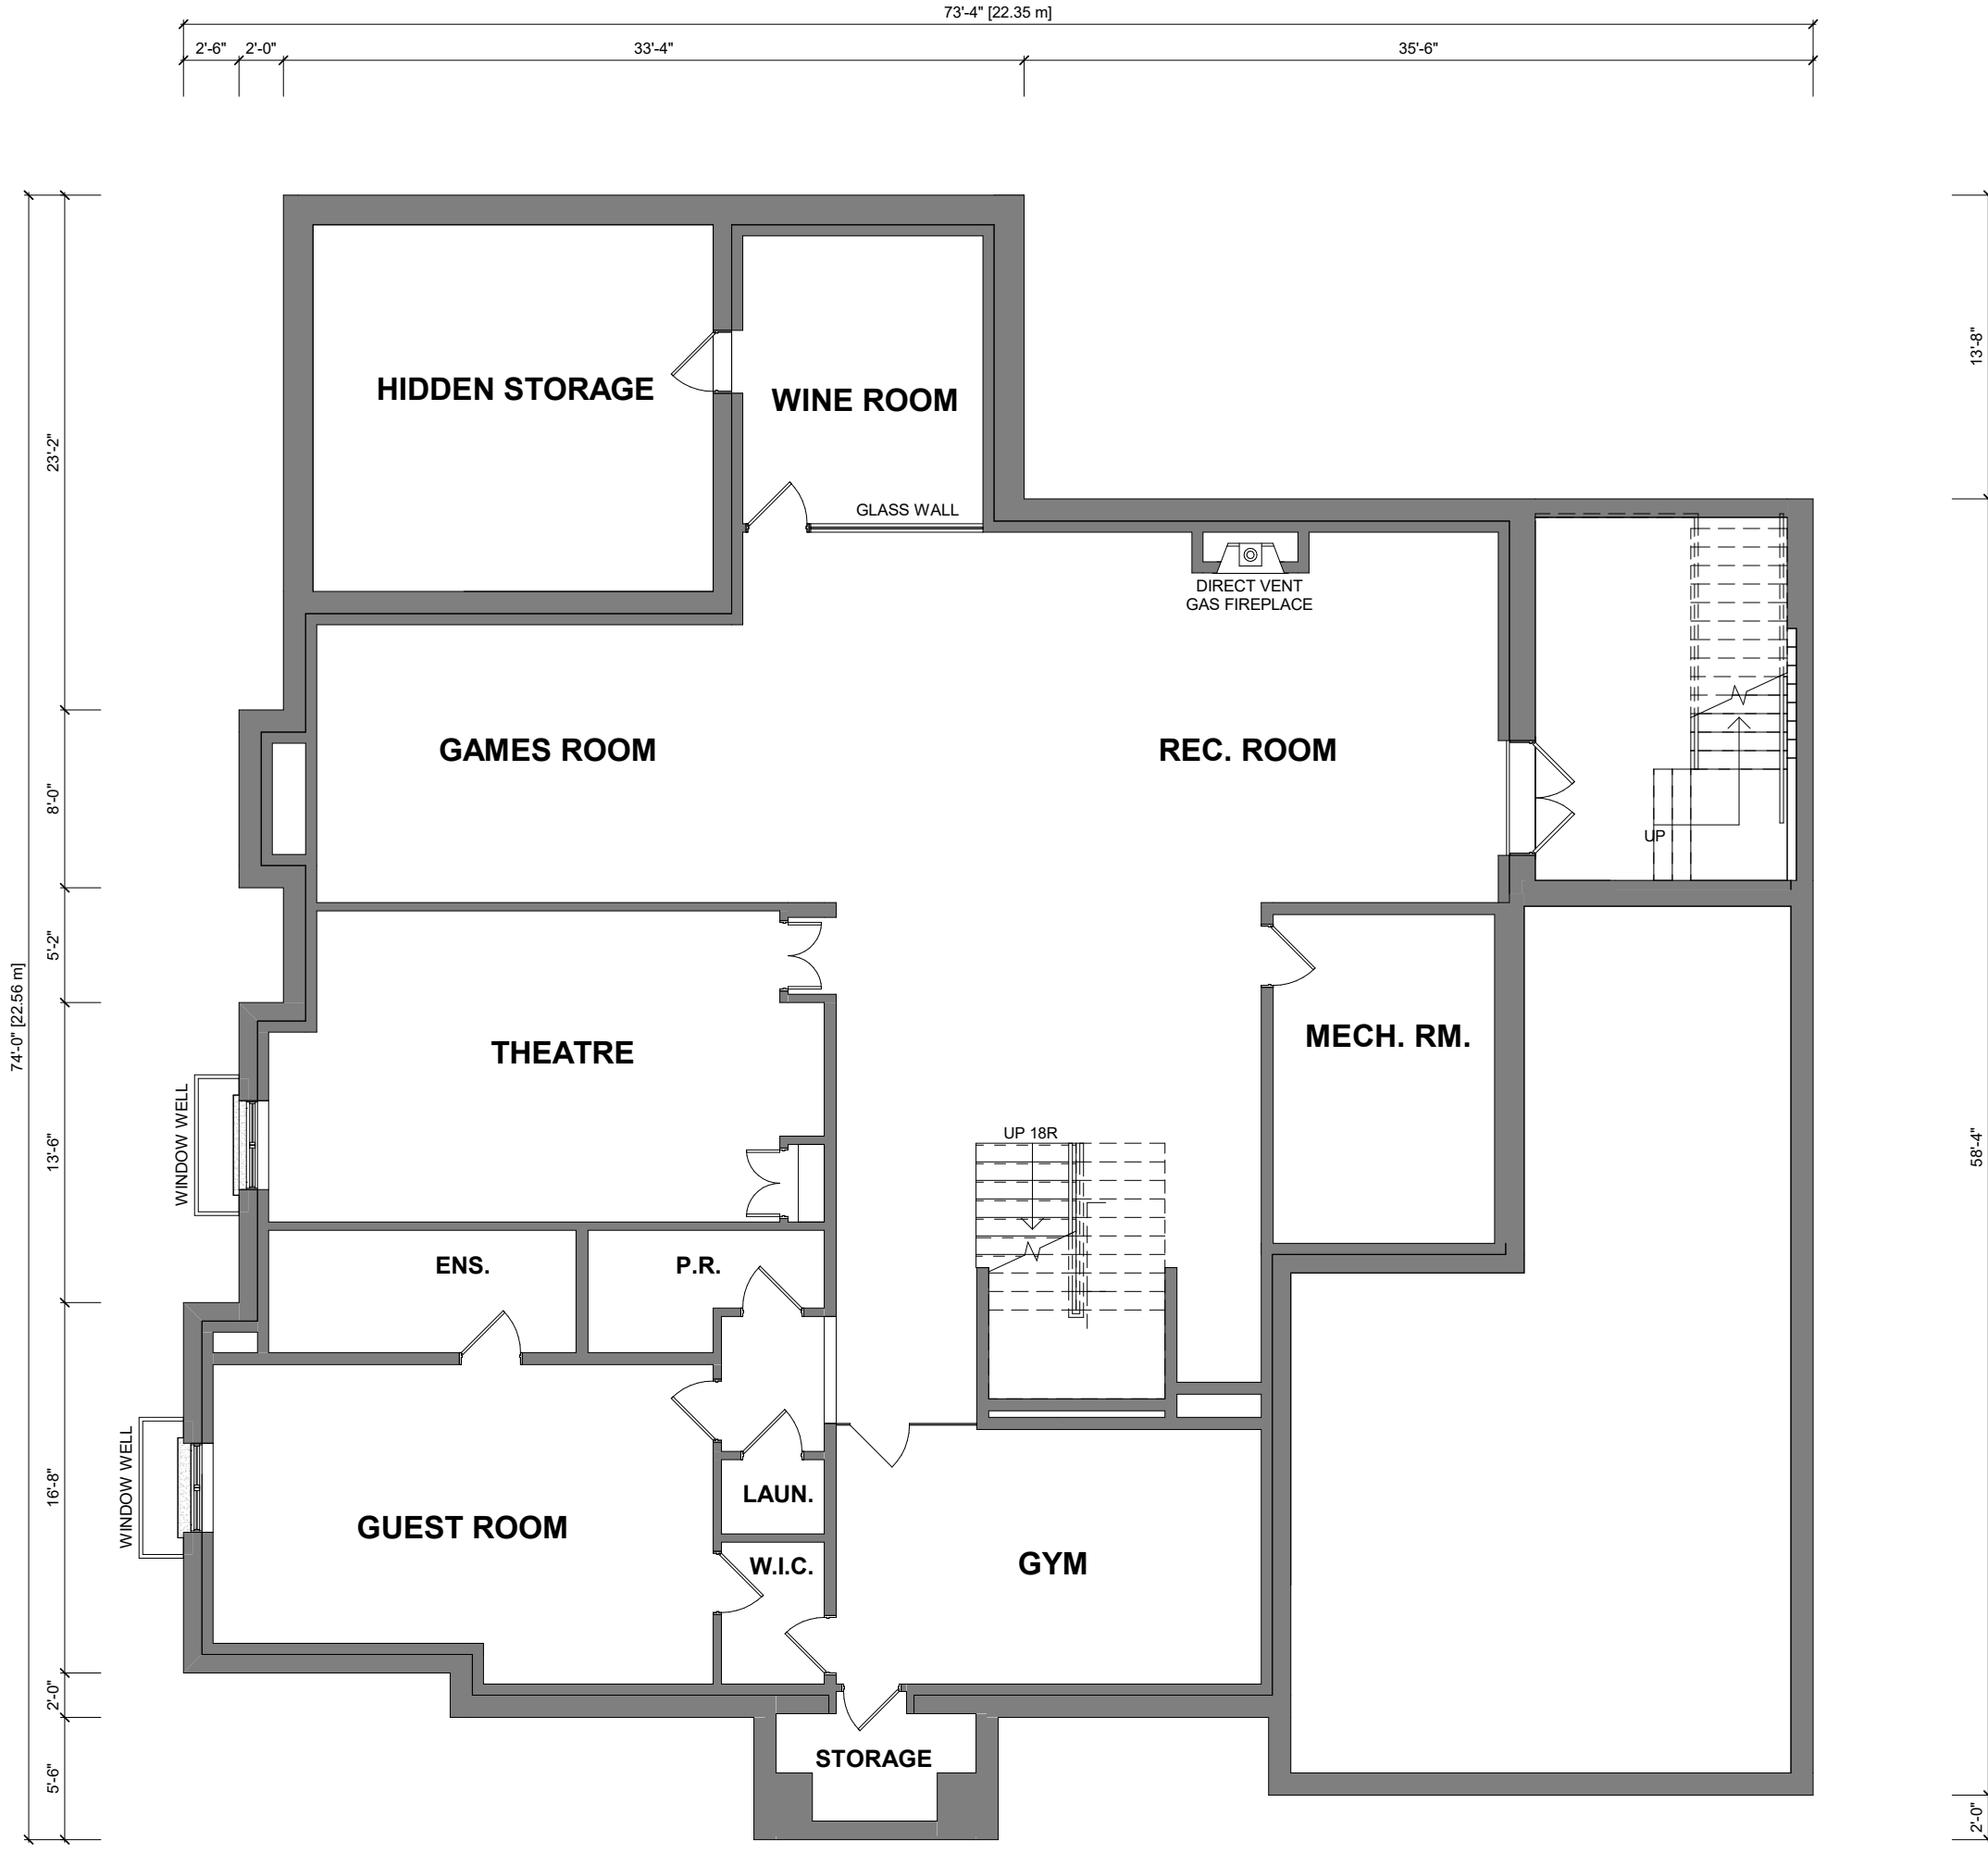 73'-4" [22.35 m]
2'-6" 2'-0" 33'-4" 35'-6"
13'-8"
HIDDEN STORAGE
WINE ROOM
23'-2"
GLASS WALL
DIRECT VENT
GAS FIREPLACE
GAMES ROOM
REC. ROOM
8'-0"
UP
5'-2"
74'-0" [22.56 m]
THEATRE
MECH. RM.
WINDOW WELL
13'-6"
UP 18R
58'-4"
ENS.
P.R.
WINDOW WELL
16'-8"
LAUN.
GUEST ROOM
W.I.C.
GYM
2'-0"
STORAGE
5'-6"
2'-0"